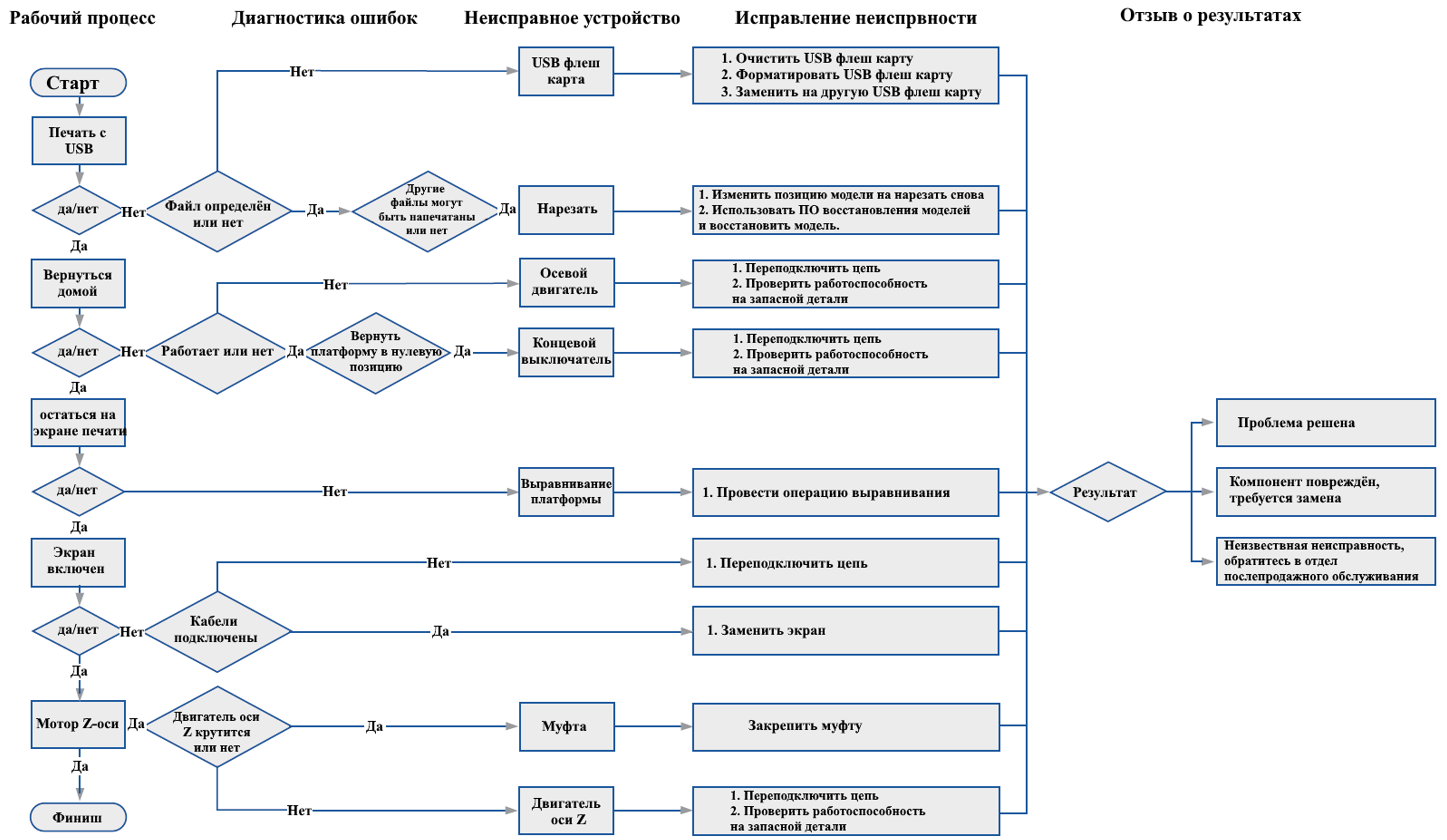 Рабочий процесс
Диагностика ошибок
Неисправное устройство
Исправление неиспрвности
Отзыв о результатах
Старт
Печать с
USB
да/нет
Нет
Да
Файл определён
или нет
Нет
Да
Другие
файлы могут
быть напечатаны
или нет
Да
USB флеш
карта
1. Очистить USB флеш карту
2. Форматировать USB флеш карту
3. Заменить на другую USB флеш карту
Нарезать
1. Изменить позицию модели на нарезать снова
2. Использовать ПО восстановления моделей
и восстановить модель.
Вернуться
домой
да/нет
Нет
Да
Работает или нет
Нет
Да
Вернуть
платформу в нулевую
позицию
Да
Осевой
двигатель
1. Переподключить цепь
2. Проверить работоспособность
на запасной детали
Концевой
выключатель
1. Переподключить цепь
2. Проверить работоспособность
на запасной детали
остаться на
экране печати
да/нет
Нет
Да
Выравнивание
платформы
1. Провести операцию выравнивания
Экран
включен
да/нет
Нет
Да
Кабели
подключены
Нет
1. Переподключить цепь
Да
1. Заменить экран
Мотор Z-оси
Да
Да
Двигатель оси
Z крутится
или нет
Да
Муфта
Закрепить муфту
Нет
Двигатель
оси Z
1. Переподключить цепь
2. Проверить работоспособность
на запасной детали
Финиш
Результат
Проблема решена
Компонент повреждён,
требуется замена
Неизвествная неисправность,
обратитесь в отдел
послепродажного обслуживания